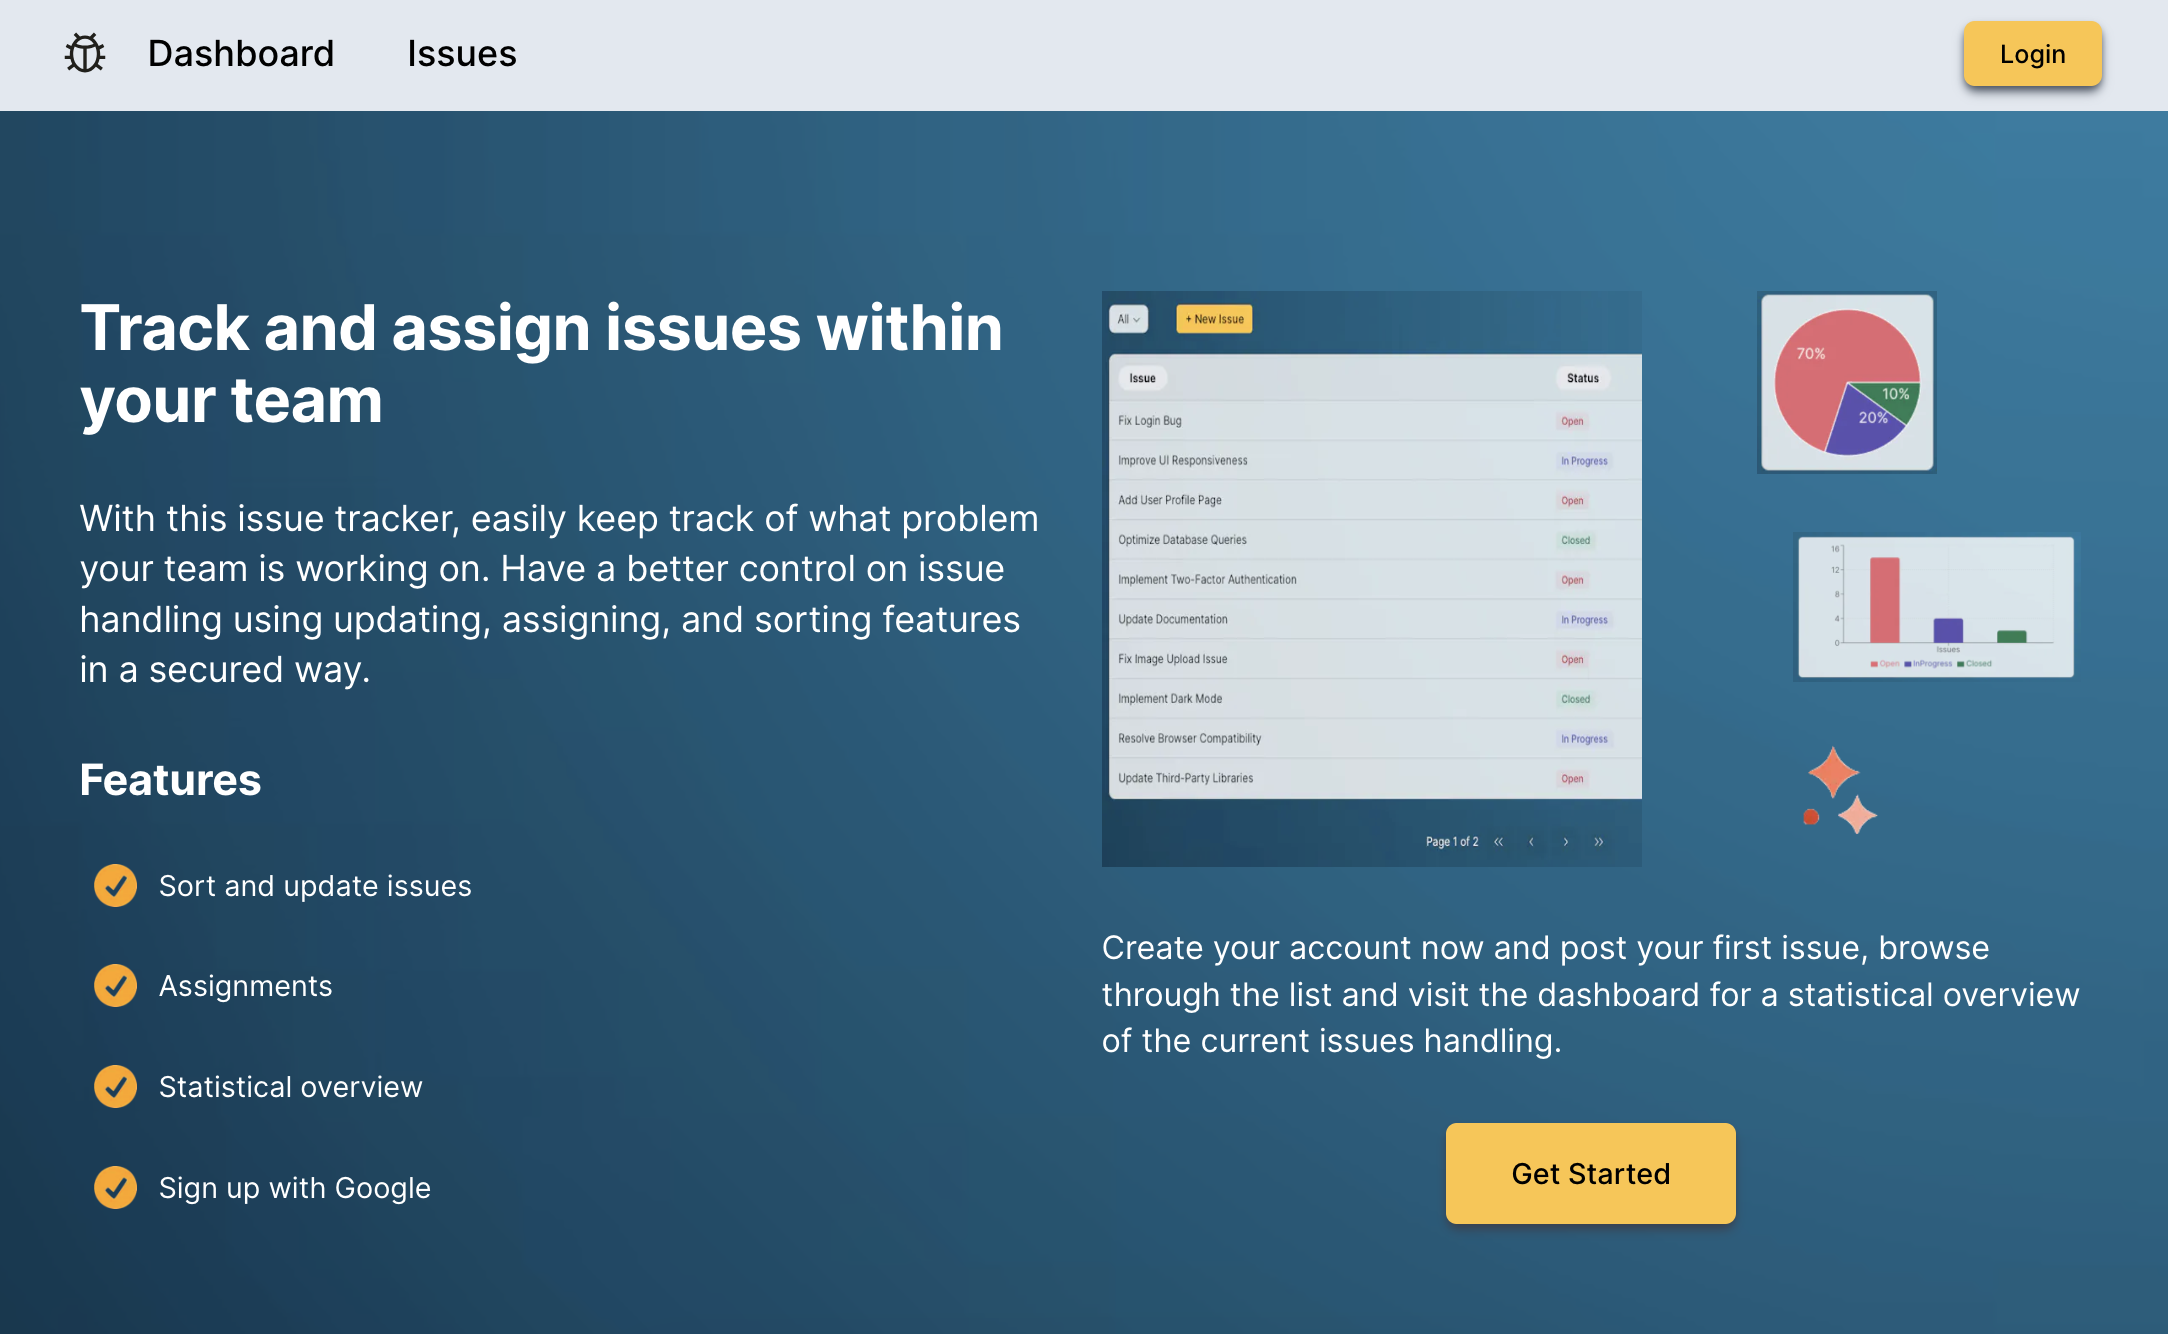 Dashboard
Issues
Login
Track and assign issues within
your team
With this issue tracker, easily keep track of what problem
your team is working on. Have a better control on issue
handling using updating, assigning, and sorting features
in a secured way.
Features
Sort and update issues
Assignments
Statistical overview
Sign up with Google
All
+ New Issue
Issue Status
Fix Login Bug Open
Improve UI Responsiveness In Progress
Add User Profile Page Open
Optimize Database Queries Closed
Implement Two-Factor Authentication Open
Update Documentation In Progress
Fix Image Upload Issue Open
Implement Dark Mode Closed
Resolve Browser Compatibility In Progress
Update Third-Party Libraries Open
Page 1 of 2
70%
10%
20%
16
12
8
4
0
Issues
Open InProgress Closed
Create your account now and post your first issue, browse
through the list and visit the dashboard for a statistical overview
of the current issues handling.
Get Started